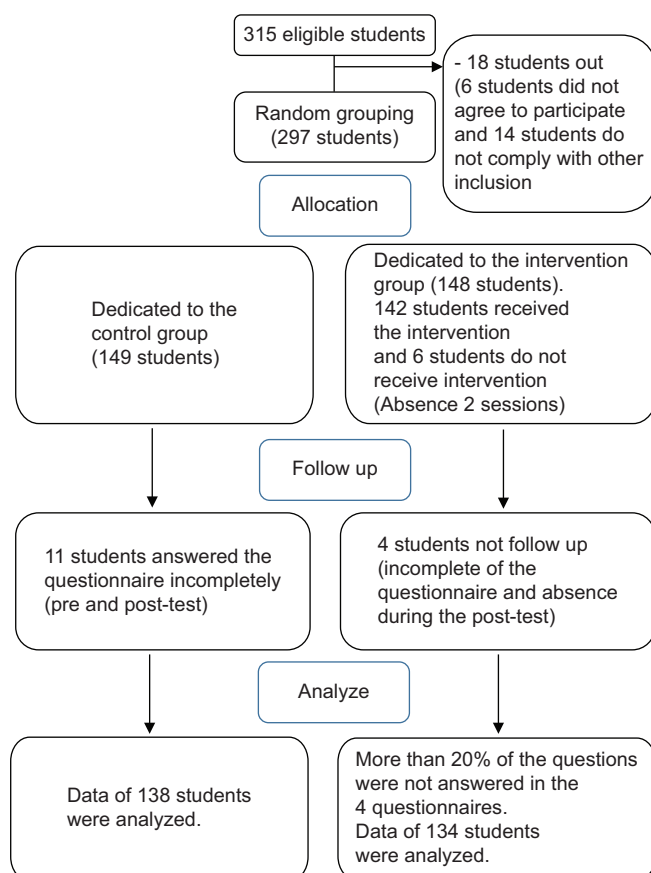 315 eligible students
- 18 students out
(6 students did not
agree to participate
and 14 students do
not comply with other
inclusion
Random grouping
(297 students)
Allocation
Dedicated to the
control group
(149 students)
Dedicated to the intervention
group (148 students).
142 students received
the intervention
and 6 students do not
receive intervention
(Absence 2 sessions)
Follow up
11 students answered the
questionnaire incompletely
(pre and post-test)
4 students not follow up
(incomplete of the
questionnaire and absence
during the post-test)
Analyze
Data of 138 students
were analyzed.
More than 20% of the questions
were not answered in the
4 questionnaires.
Data of 134 students
were analyzed.